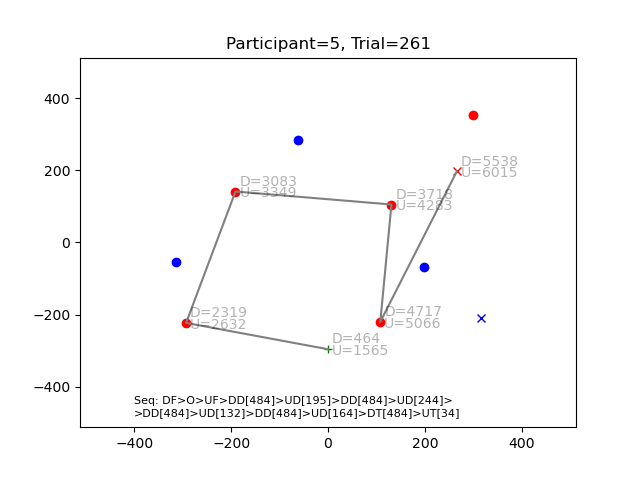 Participant=5, Trial=261
400
200
0
−200
−400
−400
−200
0
200
400
D=5538
U=6015
D=3083
U=3349
D=3718
U=4283
D=2319
U=2632
D=4717
U=5066
D=464
U=1565
Seq: DF>O>UF>DD[484]>UD[195]>DD[484]>UD[244]>
>DD[484]>UD[132]>DD[484]>UD[164]>DT[484]>UT[34]